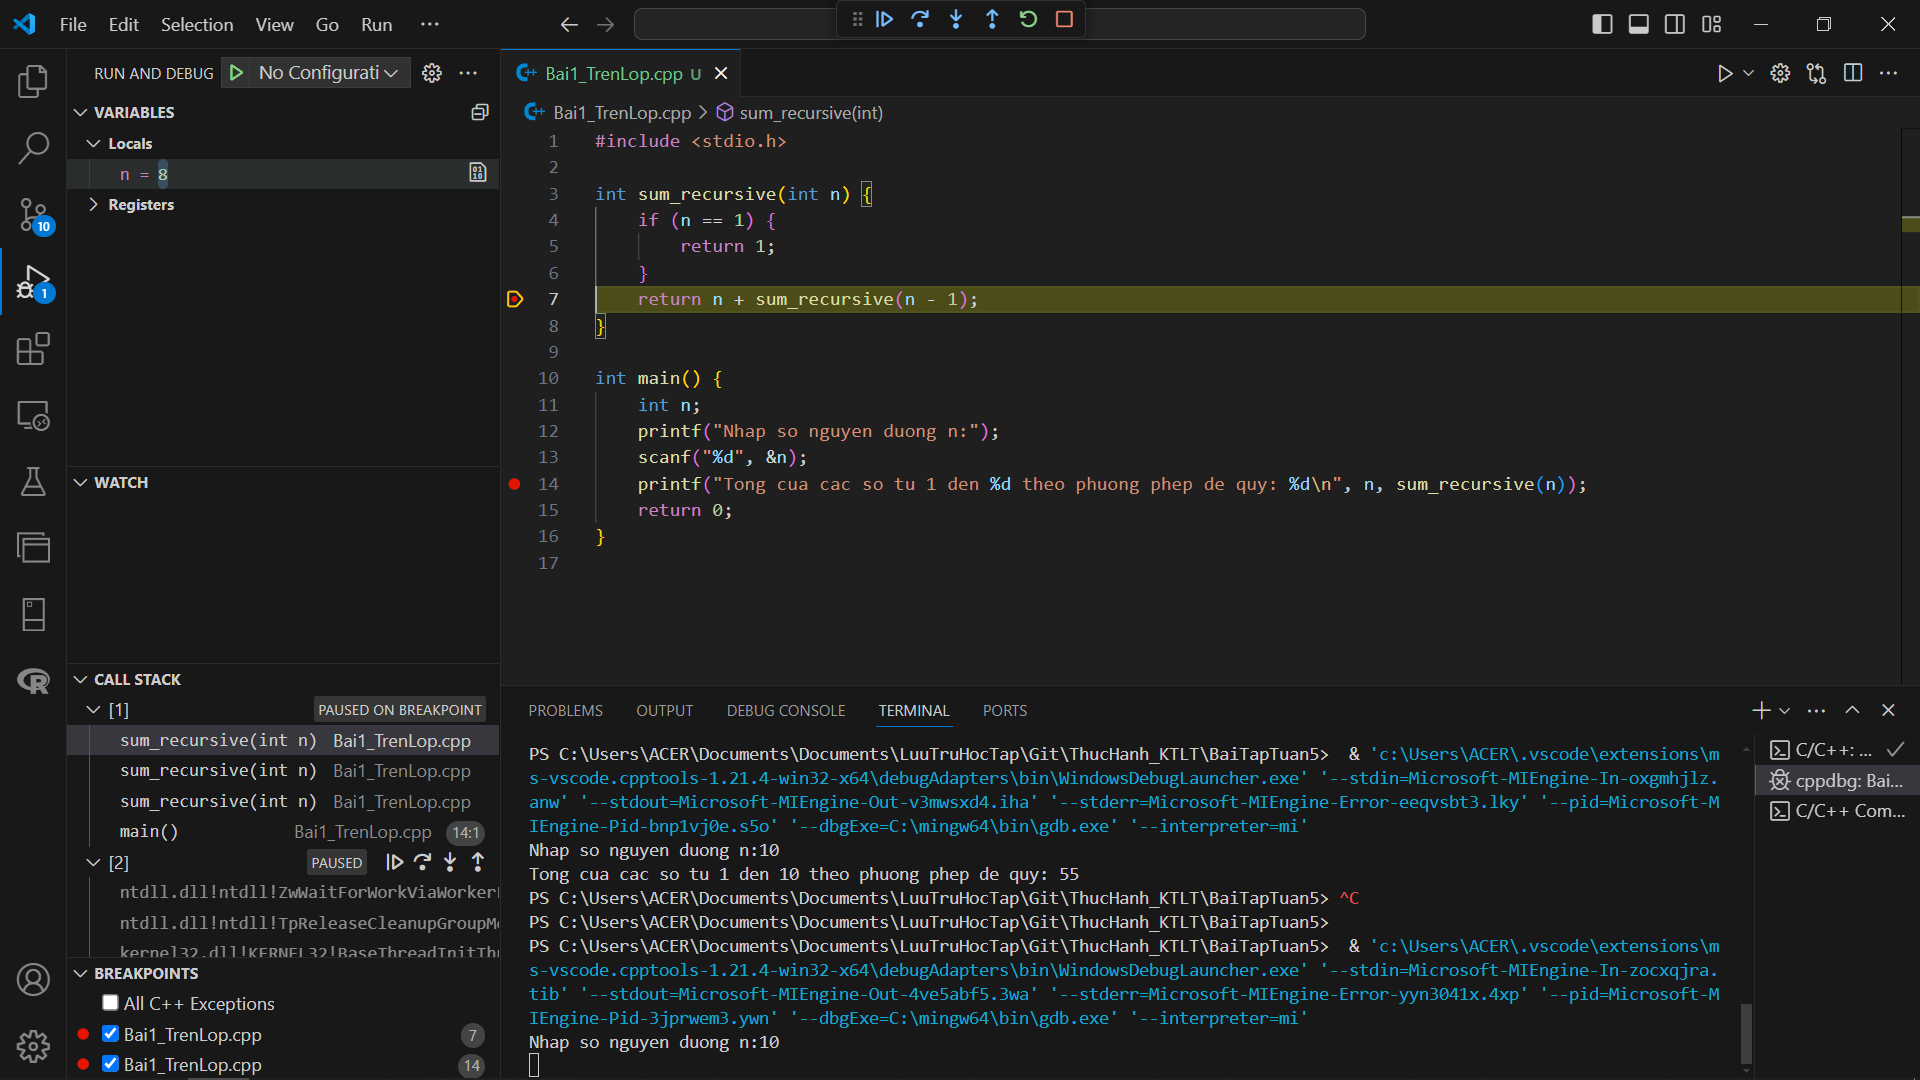 File Edit Selection View Go Run ···
RUN AND DEBUG No Configurati
VARIABLES
Locals
n = 8
Registers
10
1
WATCH
CALL STACK
[1] PAUSED ON BREAKPOINT
sum_recursive(int n) Bai1_TrenLop.cpp
sum_recursive(int n) Bai1_TrenLop.cpp
sum_recursive(int n) Bai1_TrenLop.cpp
main() Bai1_TrenLop.cpp 14:1
[2] PAUSED
ntdll.dll!ntdll!ZwWaitForWorkViaWorker
ntdll.dll!ntdll!TpReleaseCleanupGroupMe
kernel32.dll!KERNEL32!BaseThreadInitThu
BREAKPOINTS
All C++ Exceptions
Bai1_TrenLop.cpp 7
Bai1_TrenLop.cpp 14
Bai1_TrenLop.cpp U
Bai1_TrenLop.cpp > sum_recursive(int)
1 #include <stdio.h>
2
3 int sum_recursive(int n) {
4 if (n == 1) {
5 return 1;
6 }
7 return n + sum_recursive(n - 1);
8 }
9
10 int main() {
11 int n;
12 printf("Nhap so nguyen duong n:");
13 scanf("%d", &n);
14 printf("Tong cua cac so tu 1 den %d theo phuong phep de quy: %d\n", n, sum_recursive(n));
15 return 0;
16 }
17
PROBLEMS OUTPUT DEBUG CONSOLE TERMINAL PORTS
PS C:\Users\ACER\Documents\Documents\LuuTruHocTap\Git\ThucHanh_KTLT\BaiTapTuan5> & 'c:\Users\ACER\.vscode\extensions\m
s-vscode.cpptools-1.21.4-win32-x64\debugAdapters\bin\WindowsDebugLauncher.exe' '--stdin=Microsoft-MIEngine-In-oxgmhjlz.
anw' '--stdout=Microsoft-MIEngine-Out-v3mwsxd4.iha' '--stderr=Microsoft-MIEngine-Error-eeqvsbt3.lky' '--pid=Microsoft-M
IEngine-Pid-bnp1vj0e.s5o' '--dbgExe=C:\mingw64\bin\gdb.exe' '--interpreter=mi'
Nhap so nguyen duong n:10
Tong cua cac so tu 1 den 10 theo phuong phep de quy: 55
PS C:\Users\ACER\Documents\Documents\LuuTruHocTap\Git\ThucHanh_KTLT\BaiTapTuan5> ^C
PS C:\Users\ACER\Documents\Documents\LuuTruHocTap\Git\ThucHanh_KTLT\BaiTapTuan5>
PS C:\Users\ACER\Documents\Documents\LuuTruHocTap\Git\ThucHanh_KTLT\BaiTapTuan5> & 'c:\Users\ACER\.vscode\extensions\m
s-vscode.cpptools-1.21.4-win32-x64\debugAdapters\bin\WindowsDebugLauncher.exe' '--stdin=Microsoft-MIEngine-In-zocxqjra.
tib' '--stdout=Microsoft-MIEngine-Out-4ve5abf5.3wa' '--stderr=Microsoft-MIEngine-Error-yyn3041x.4xp' '--pid=Microsoft-M
IEngine-Pid-3jprwem3.ywn' '--dbgExe=C:\mingw64\bin\gdb.exe' '--interpreter=mi'
Nhap so nguyen duong n:10
C/C++: ...
cppdbg: Bai...
C/C++ Com...